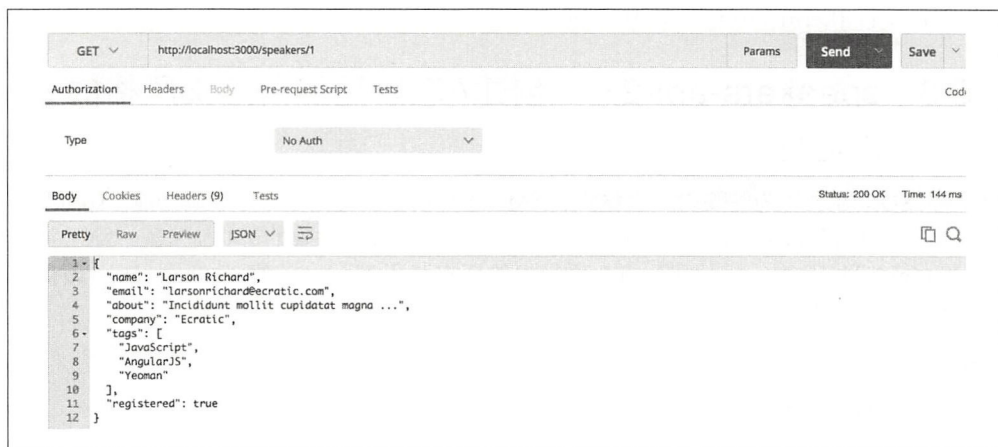 GET http://localhost:3000/speakers/1 Params Send Save
Authorization Headers Body Pre-request Script Tests Cod
Type No Auth
Body Cookies Headers (9) Tests Status: 200 OK Time: 144 ms
Pretty Raw Preview JSON
1 {
2 "name": "Larson Richard",
3 "email": "larsonrichard@ecratic.com",
4 "about": "Incididunt mollit cupidatat magna ...",
5 "company": "Ecratic",
6 "tags": [
7 "JavaScript",
8 "AngularJS",
9 "Yeoman"
10 ],
11 "registered": true
12 }